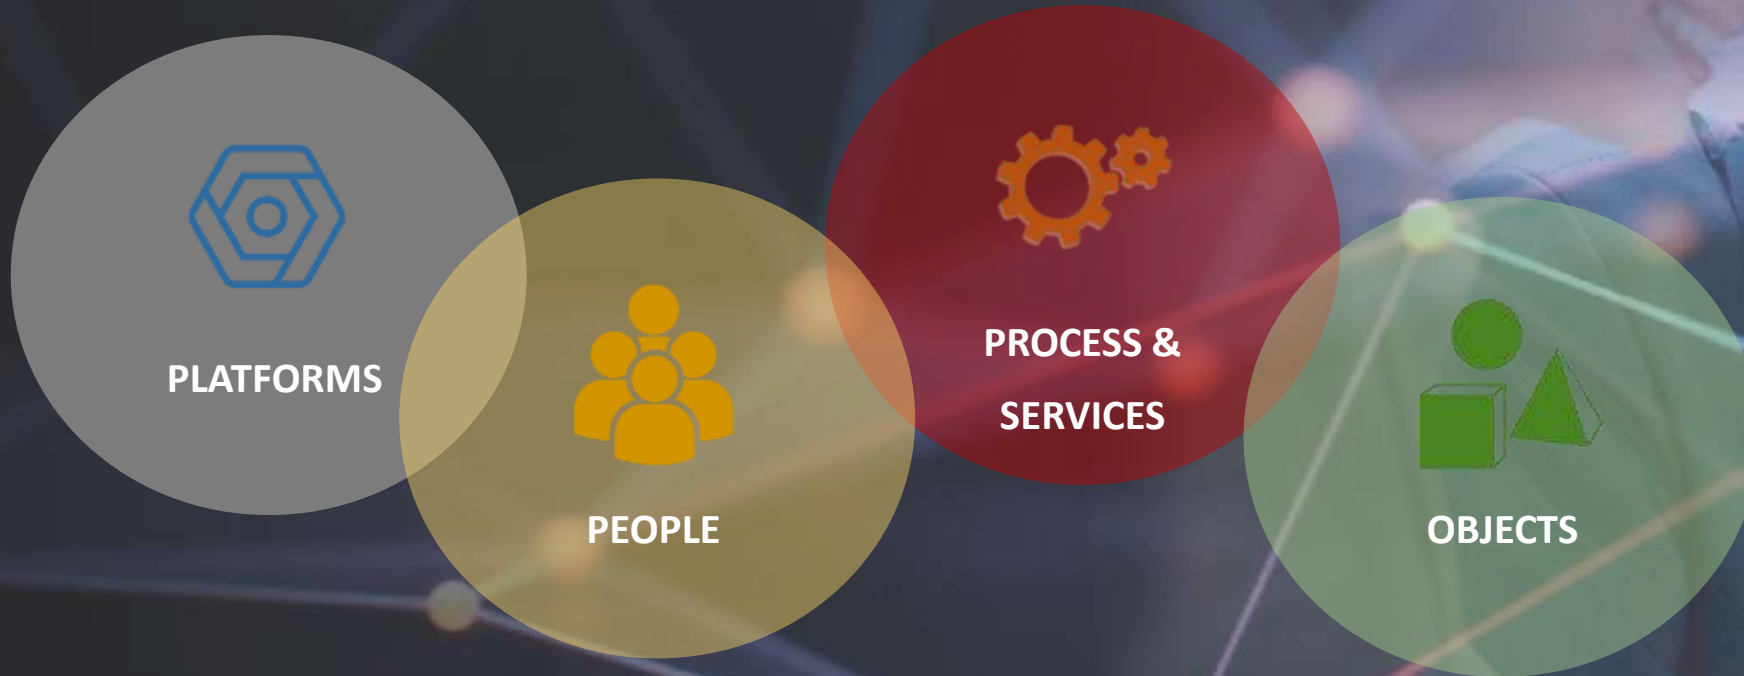 PLATFORMS
PEOPLE
PROCESS &
SERVICES
OBJECTS